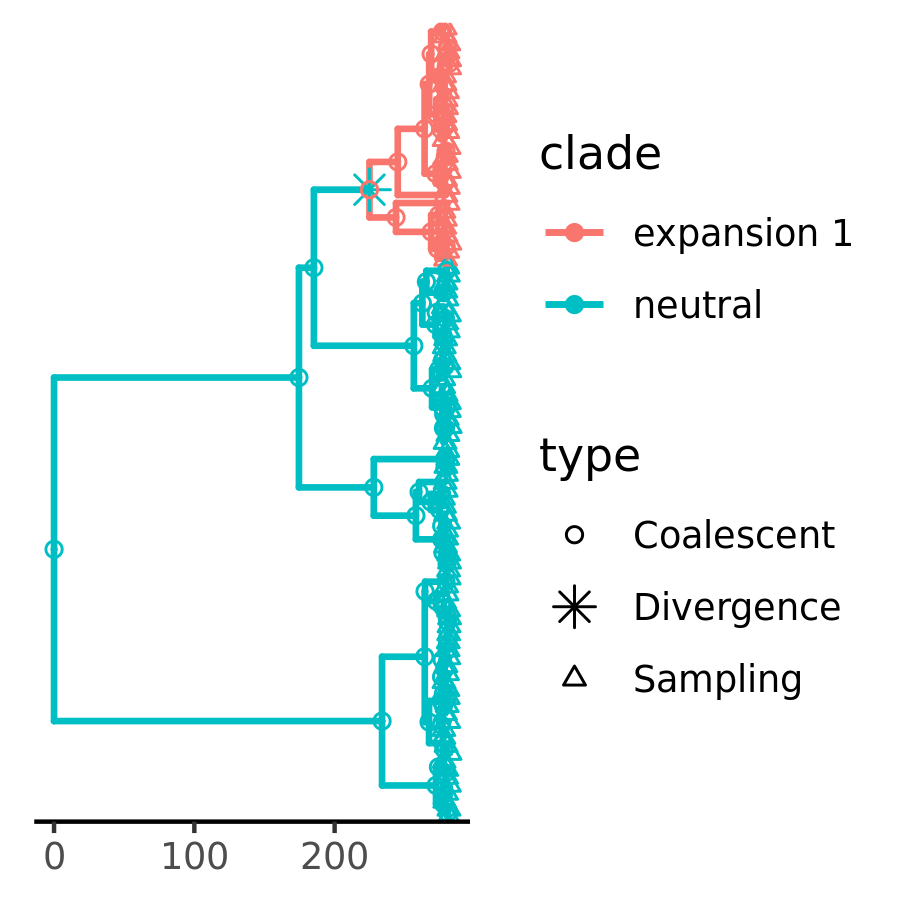 clade
expansion 1
neutral
type
Coalescent
Divergence
Sampling
0 100 200